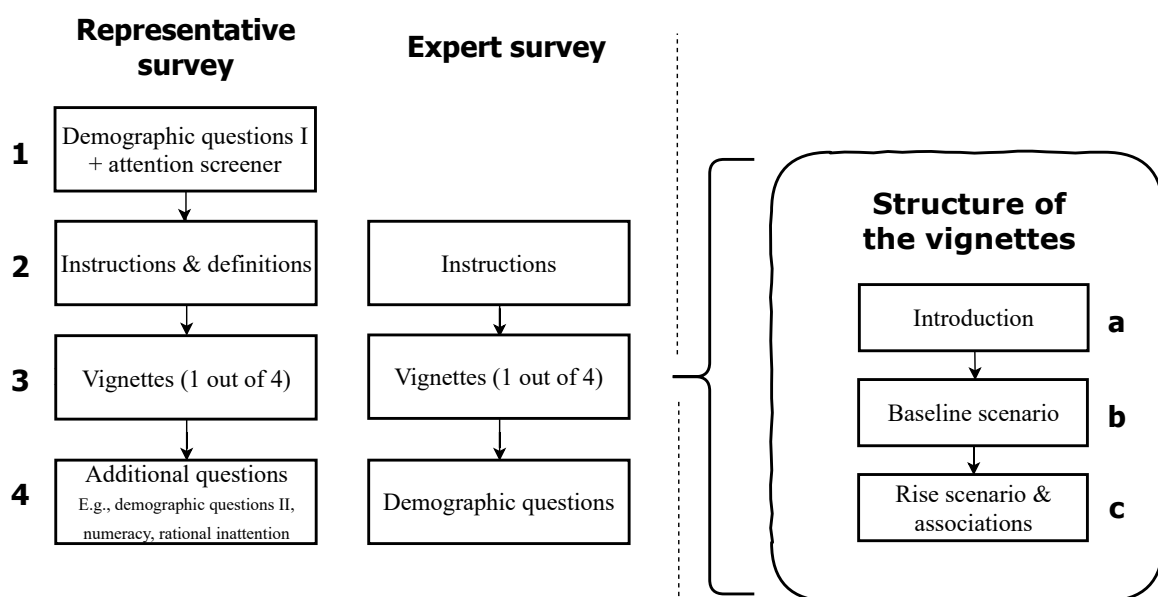 Representative
survey
Expert survey
1
Demographic questions I
+ attention screener
2
Instructions & definitions
Instructions
3
Vignettes (1 out of 4)
Vignettes (1 out of 4)
4
Additional questions
E.g., demographic questions II,
numeracy, rational inattention
Demographic questions
Structure of
the vignettes
Introduction
a
Baseline scenario
b
Rise scenario &
associations
c